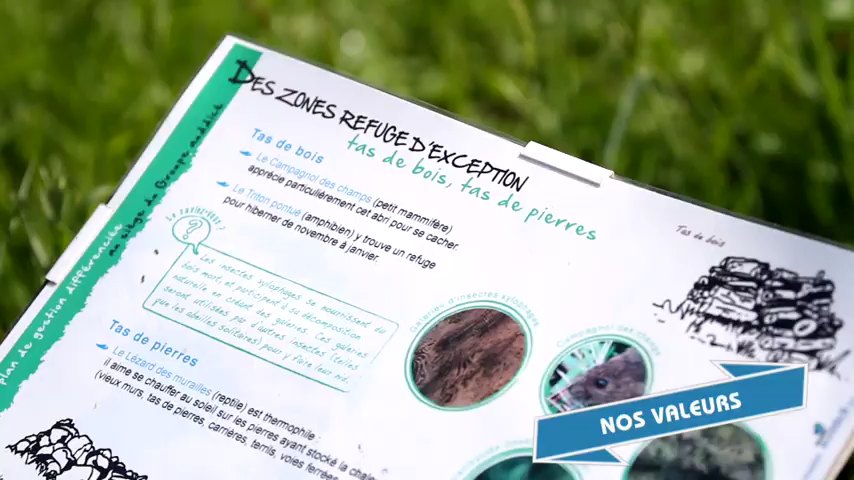 DES ZONES REFUGE D'EXCEPTION
tas de bois, tas de pierres
Tas de bois
Tas de bois
Le Campagnol des champs (petit mammifère)
apprécie particulièrement cet abri pour se cacher.
Le Triton ponctué (amphibien) y trouve un refuge
pour hiberner de novembre à janvier.
Le saviez-vous
?
Les insectes xylophages se nourrissent du
bois mort, et participent à sa décomposition
naturelle en créant des galeries. Ces galeries
seront utilisées par d'autres insectes (telles
que les abeilles solitaires) pour y faire leur nid.
Galeries d'insectes xylophages
Campagnol des champs
Tas de pierres
Le Lézard des murailles (reptile) est thermophile :
il aime se chauffer au soleil sur les pierres ayant stocké la chaleur
(vieux murs, tas de pierres, carrières, terrils, voies ferrées
plan de gestion différenciée
au siège du Groupe
NOS VALEURS